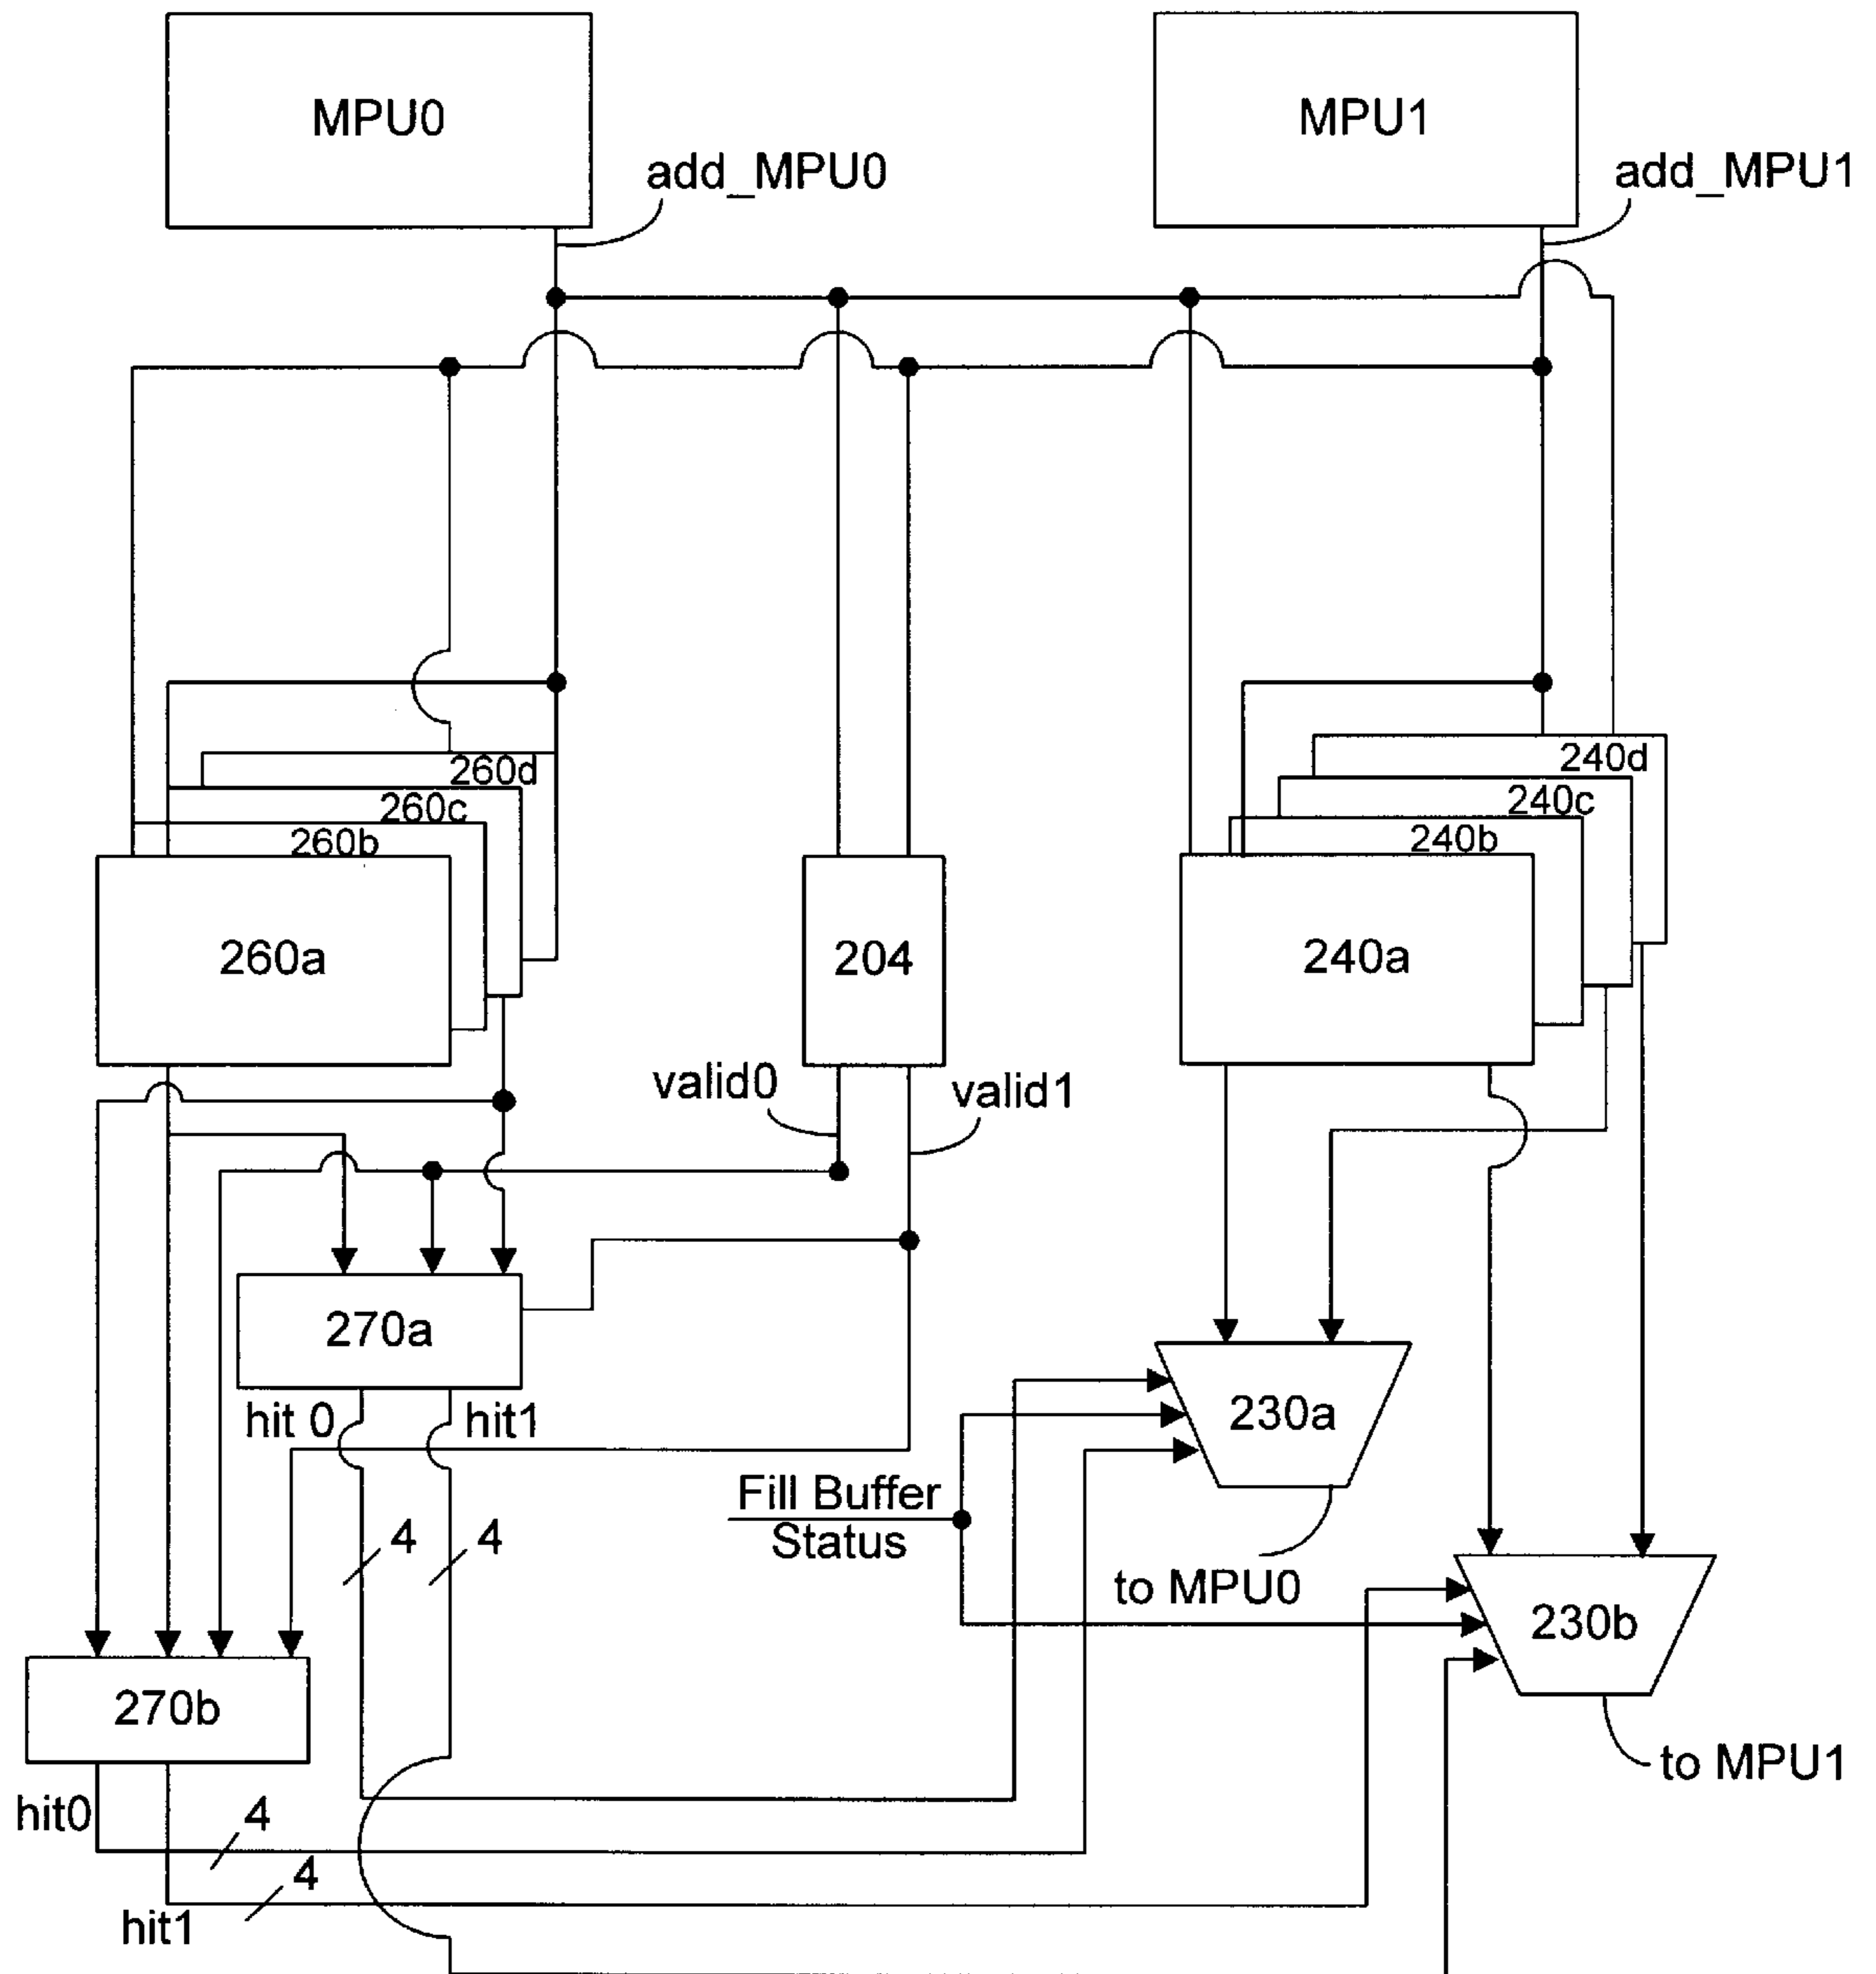 MPU0
MPU1
add_MPU0
add_MPU1
260d
260c
260b
260a
204
240d
240c
240b
240a
valid0
valid1
270a
hit 0
hit1
230a
Fill Buffer
Status
4
4
to MPU0
230b
270b
to MPU1
hit0
4
4
hit1